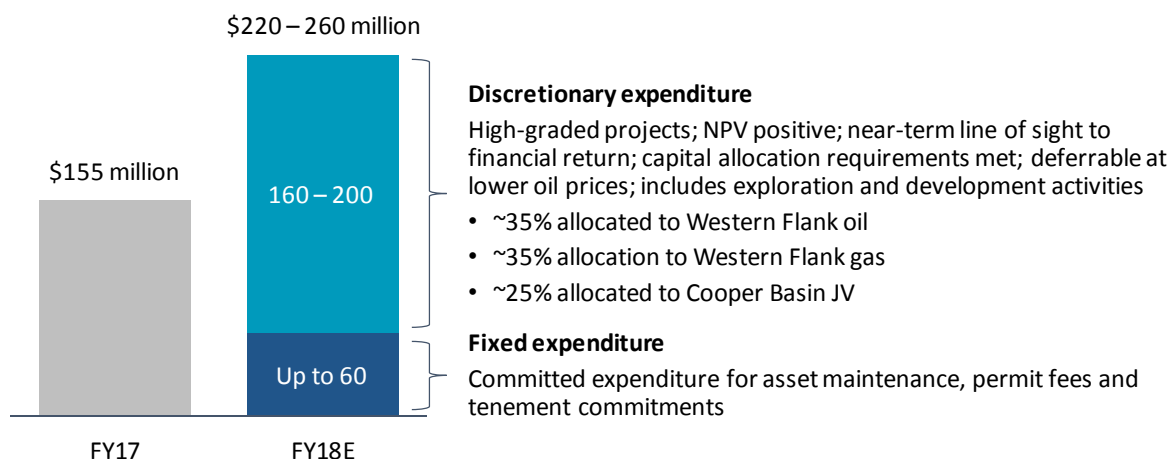 $220 – 260 million
$155 million
160 – 200
Up to 60
FY17
FY18E
Discretionary expenditure
High-graded projects; NPV positive; near-term line of sight to
financial return; capital allocation requirements met; deferrable at
lower oil prices; includes exploration and development activities
• ~35% allocated to Western Flank oil
• ~35% allocation to Western Flank gas
• ~25% allocated to Cooper Basin JV
Fixed expenditure
Committed expenditure for asset maintenance, permit fees and
tenement commitments